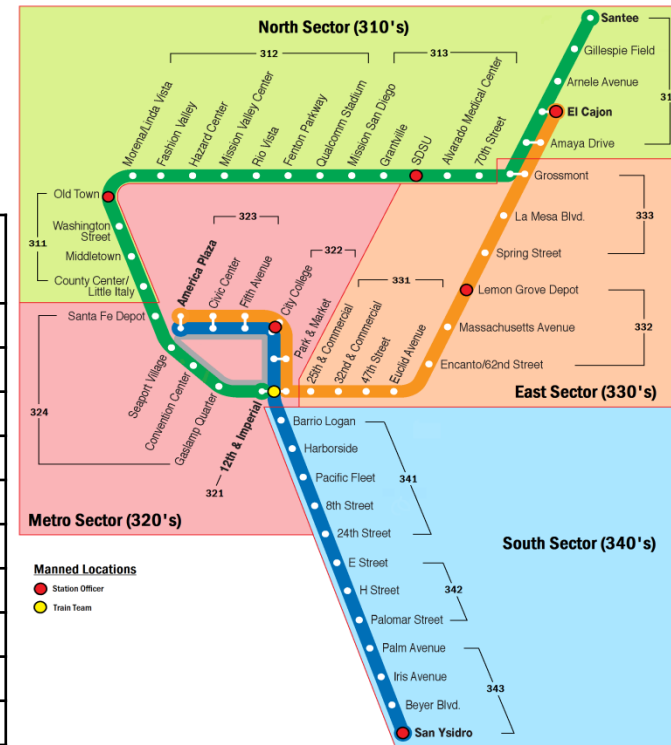 North Sector (310's)
312
313
Santee
Gillespie Field
Arnele Avenue
El Cajon
Amaya Drive
Morena/Linda Vista
Fashion Valley
Hazard Center
Mission Valley Center
Rio Vista
Fenton Parkway
Qualcomm Stadium
Mission San Diego
Grantville
SDSU
Alvarado Medical Center
70th Street
Grossmont
La Mesa Blvd.
Spring Street
333
Lemon Grove Depot
Massachusetts Avenue
Encanto/62nd Street
332
East Sector (330's)
Old Town
Washington
Street
Middletown
County Center/
Little Italy
311
Santa Fe Depot
Seaport Village
Convention Center
Gaslamp Quarter
324
America Plaza
Civic Center
Fifth Avenue
323
City College
Park & Market
322
25th & Commercial
32nd & Commercial
47th Street
Euclid Avenue
331
12th & Imperial
321
Metro Sector (320's)
Barrio Logan
Harborside
Pacific Fleet
8th Street
24th Street
341
E Street
H Street
Palomar Street
342
Palm Avenue
Iris Avenue
Beyer Blvd.
San Ysidro
343
South Sector (340's)
Manned Locations
Station Officer
Train Team